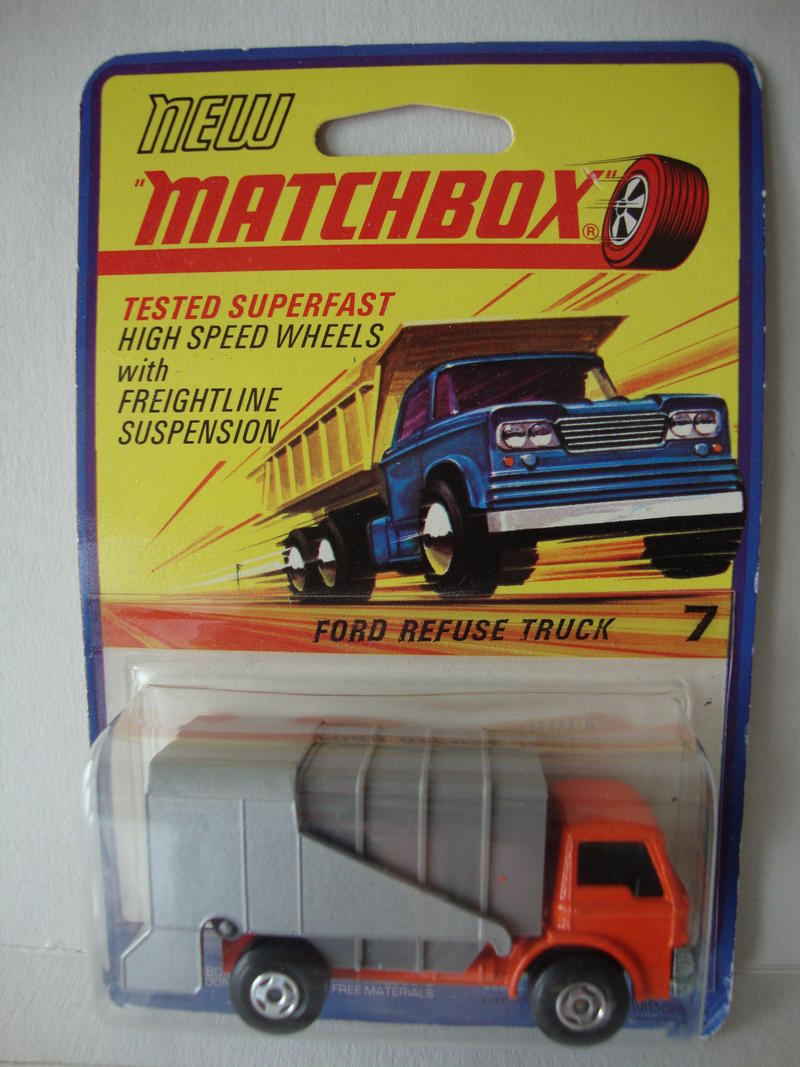 NEW
"MATCHBOX"®
TESTED SUPERFAST
HIGH SPEED WHEELS
with
FREIGHTLINE
SUSPENSION
FORD REFUSE TRUCK 7
FREE MATERIALS